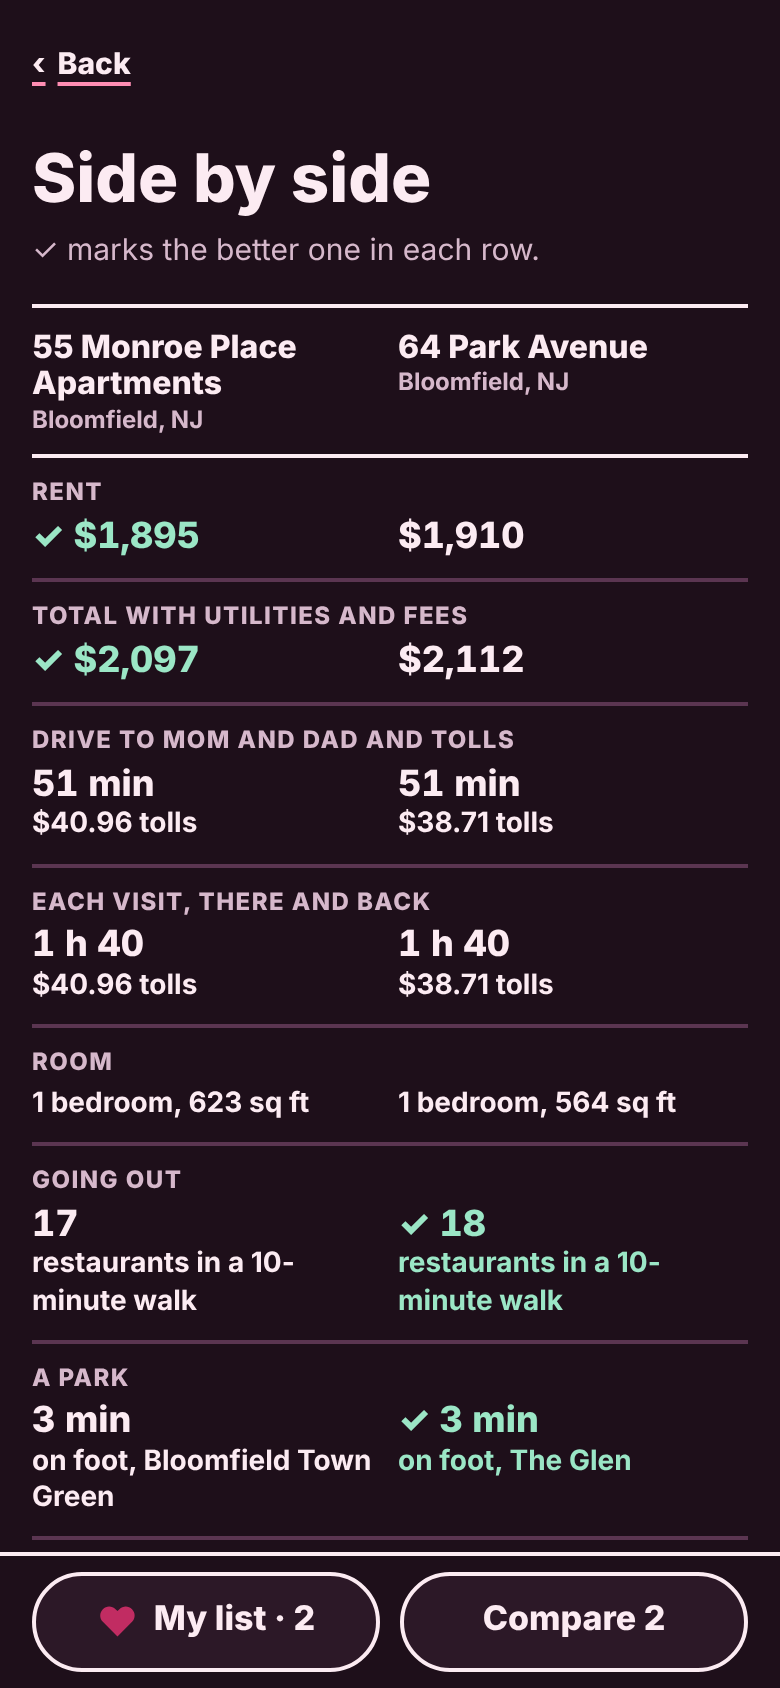 ‹ Back
Side by side
✓ marks the better one in each row.
55 Monroe Place Apartments
Bloomfield, NJ
64 Park Avenue
Bloomfield, NJ
RENT
✓ $1,895
$1,910
TOTAL WITH UTILITIES AND FEES
✓ $2,097
$2,112
DRIVE TO MOM AND DAD AND TOLLS
51 min
$40.96 tolls
51 min
$38.71 tolls
EACH VISIT, THERE AND BACK
1 h 40
$40.96 tolls
1 h 40
$38.71 tolls
ROOM
1 bedroom, 623 sq ft
1 bedroom, 564 sq ft
GOING OUT
17
restaurants in a 10-
minute walk
✓ 18
restaurants in a 10-
minute walk
A PARK
3 min
on foot, Bloomfield Town
Green
✓ 3 min
on foot, The Glen
My list · 2
Compare 2